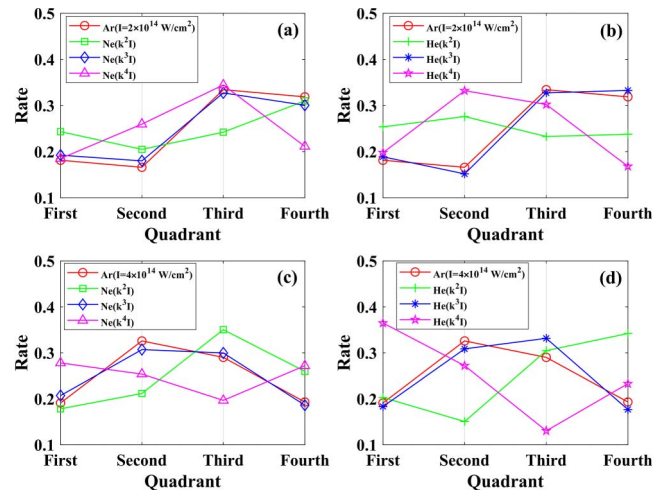 0.5
Ar(I=2×10¹⁴ W/cm²)
(a)
Ne(k²I)
0.4
Ne(k³I)
Ne(k⁴I)
Rate
0.3
0.2
0.1
First Second Third Fourth
Quadrant
0.5
Ar(I=2×10¹⁴ W/cm²)
(b)
He(k²I)
0.4
He(k³I)
He(k⁴I)
Rate
0.3
0.2
0.1
First Second Third Fourth
Quadrant
0.5
Ar(I=4×10¹⁴ W/cm²)
(c)
Ne(k²I)
0.4
Ne(k³I)
Ne(k⁴I)
Rate
0.3
0.2
0.1
First Second Third Fourth
Quadrant
0.5
Ar(I=4×10¹⁴ W/cm²)
(d)
He(k²I)
0.4
He(k³I)
He(k⁴I)
Rate
0.3
0.2
0.1
First Second Third Fourth
Quadrant